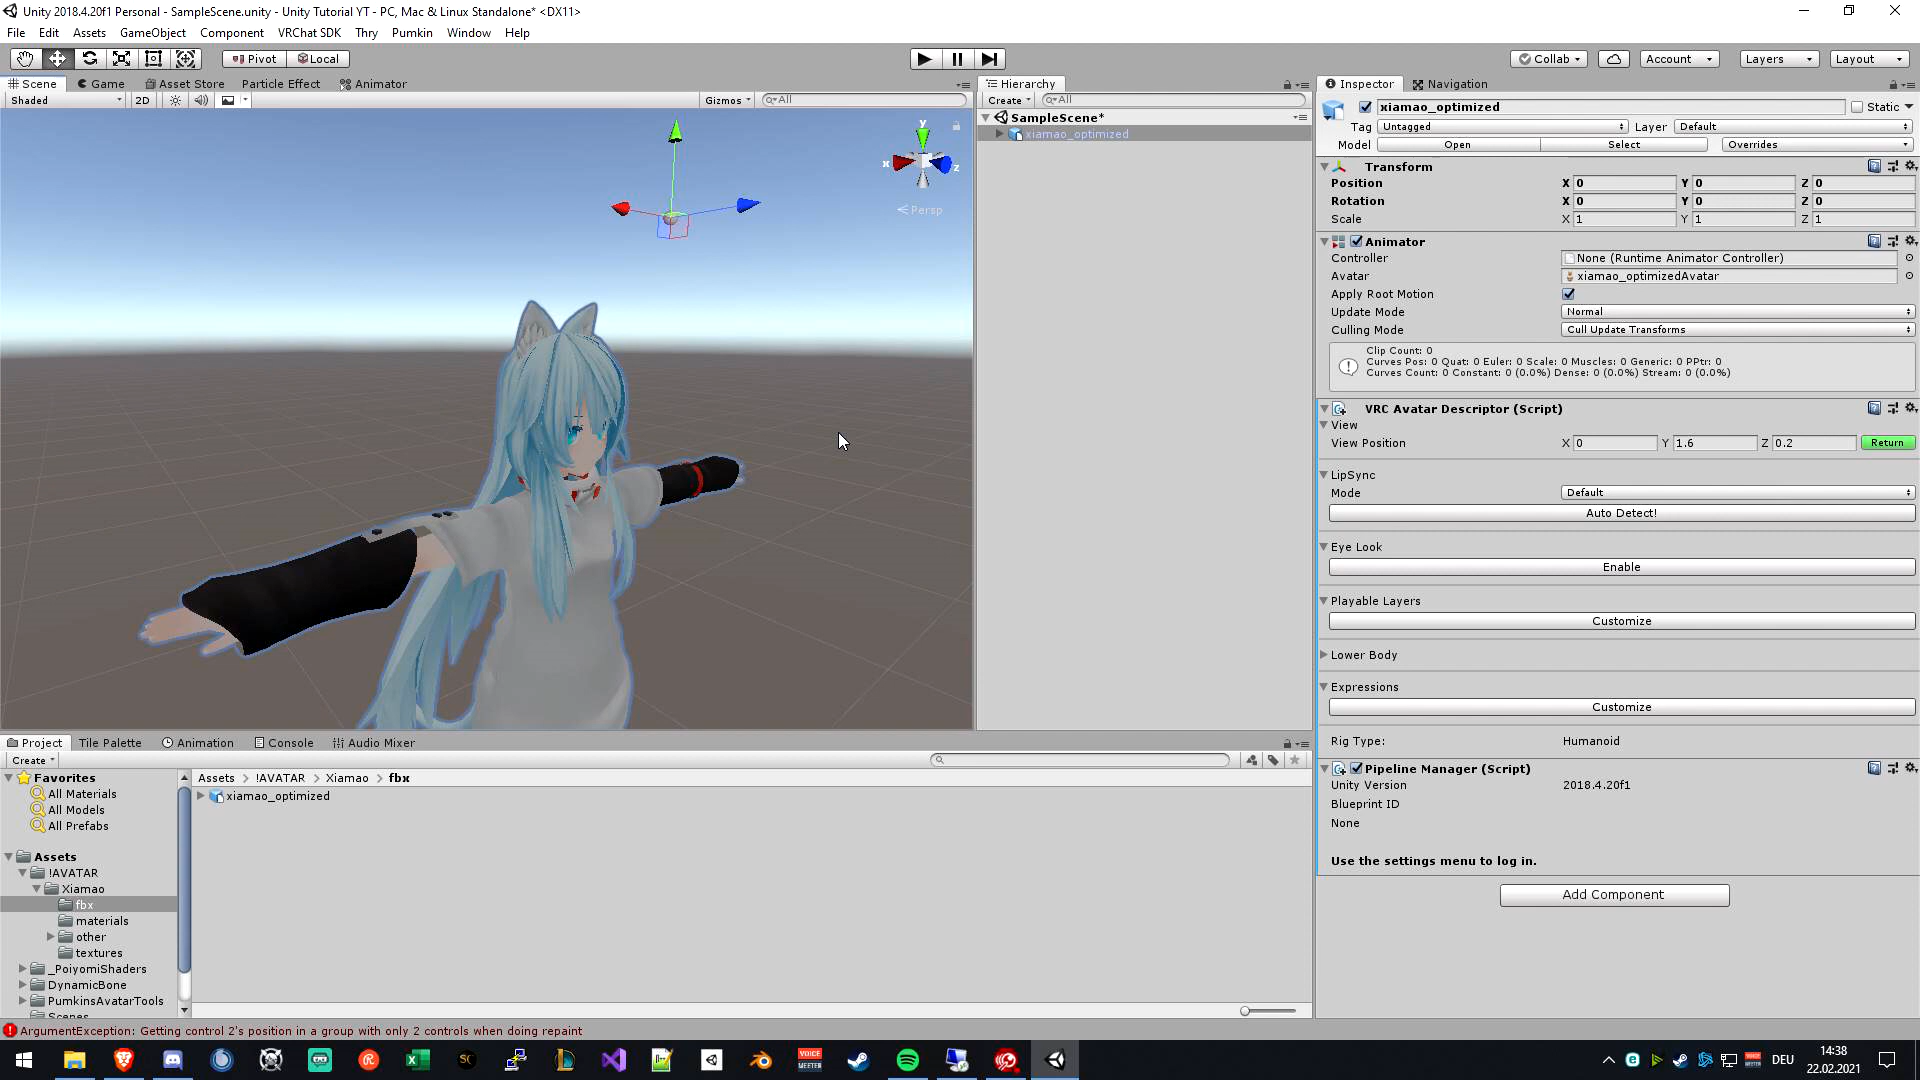 Unity 2018.4.20f1 Personal - SampleScene.unity - Unity Tutorial YT - PC, Mac & Linux Standalone* <DX11>
File Edit Assets GameObject Component VRChat SDK Thry Pumkin Window Help
Pivot Local Collab Account Layers Layout
Scene Game Asset Store Particle Effect Animator
Shaded 2D Gizmos All
y
x
z
Persp
Hierarchy
Create All
SampleScene*
xiamao_optimized
Inspector Navigation
xiamao_optimized Static
Tag Untagged Layer Default
Model Open Select Overrides
Transform
Position X 0 Y 0 Z 0
Rotation X 0 Y 0 Z 0
Scale X 1 Y 1 Z 1
Animator
Controller None (Runtime Animator Controller)
Avatar xiamao_optimizedAvatar
Apply Root Motion
Update Mode Normal
Culling Mode Cull Update Transforms
Clip Count: 0
Curves Pos: 0 Quat: 0 Euler: 0 Scale: 0 Muscles: 0 Generic: 0 PPtr: 0
Curves Count: 0 Constant: 0 (0.0%) Dense: 0 (0.0%) Stream: 0 (0.0%)
VRC Avatar Descriptor (Script)
View
View Position X 0 Y 1.6 Z 0.2 Return
LipSync
Mode Default
Auto Detect!
Eye Look
Enable
Playable Layers
Customize
Lower Body
Expressions
Customize
Rig Type: Humanoid
Pipeline Manager (Script)
Unity Version 2018.4.20f1
Blueprint ID
None
Use the settings menu to log in.
Add Component
Project Tile Palette Animation Console Audio Mixer
Create
Favorites
All Materials
All Models
All Prefabs
Assets
!AVATAR
Xiamao
fbx
materials
other
textures
_PoiyomiShaders
DynamicBone
PumkinsAvatarTools
Scenes
Assets > !AVATAR > Xiamao > fbx
xiamao_optimized
ArgumentException: Getting control 2's position in a group with only 2 controls when doing repaint
SC
VOICE
MEETER
DEU
14:38
22.02.2021